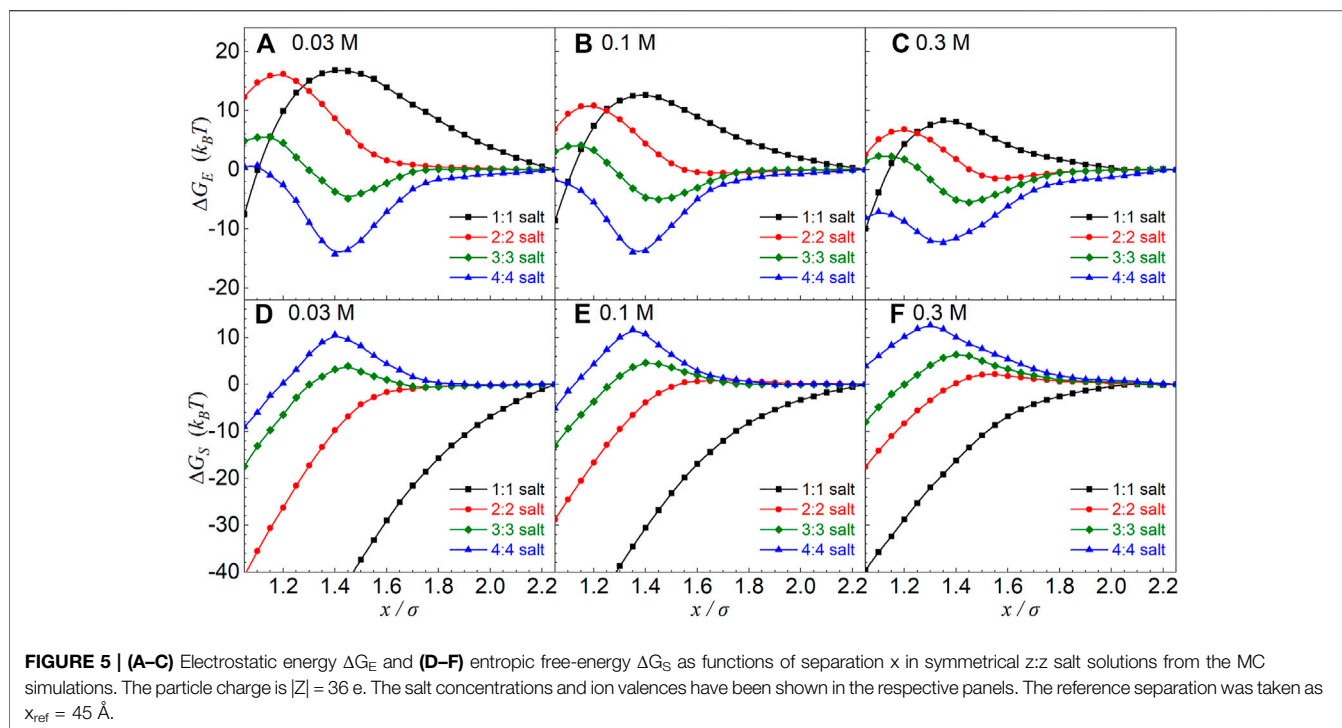 A 0.03 M
B 0.1 M
C 0.3 M
20
10
0
-10
-20
ΔG_E (k_BT)
1:1 salt
2:2 salt
3:3 salt
4:4 salt
1:1 salt
2:2 salt
3:3 salt
4:4 salt
1:1 salt
2:2 salt
3:3 salt
4:4 salt
D 0.03 M
E 0.1 M
F 0.3 M
10
0
-10
-20
-30
-40
ΔG_S (k_BT)
1:1 salt
2:2 salt
3:3 salt
4:4 salt
1:1 salt
2:2 salt
3:3 salt
4:4 salt
1:1 salt
2:2 salt
3:3 salt
4:4 salt
1.2 1.4 1.6 1.8 2.0 2.2 1.2 1.4 1.6 1.8 2.0 2.2 1.2 1.4 1.6 1.8 2.0 2.2
x / σ x / σ x / σ
FIGURE 5 | (A–C) Electrostatic energy ΔG_E and (D–F) entropic free-energy ΔG_S as functions of separation x in symmetrical z:z salt solutions from the MC
simulations. The particle charge is |Z| = 36 e. The salt concentrations and ion valences have been shown in the respective panels. The reference separation was taken as
x_ref = 45 Å.